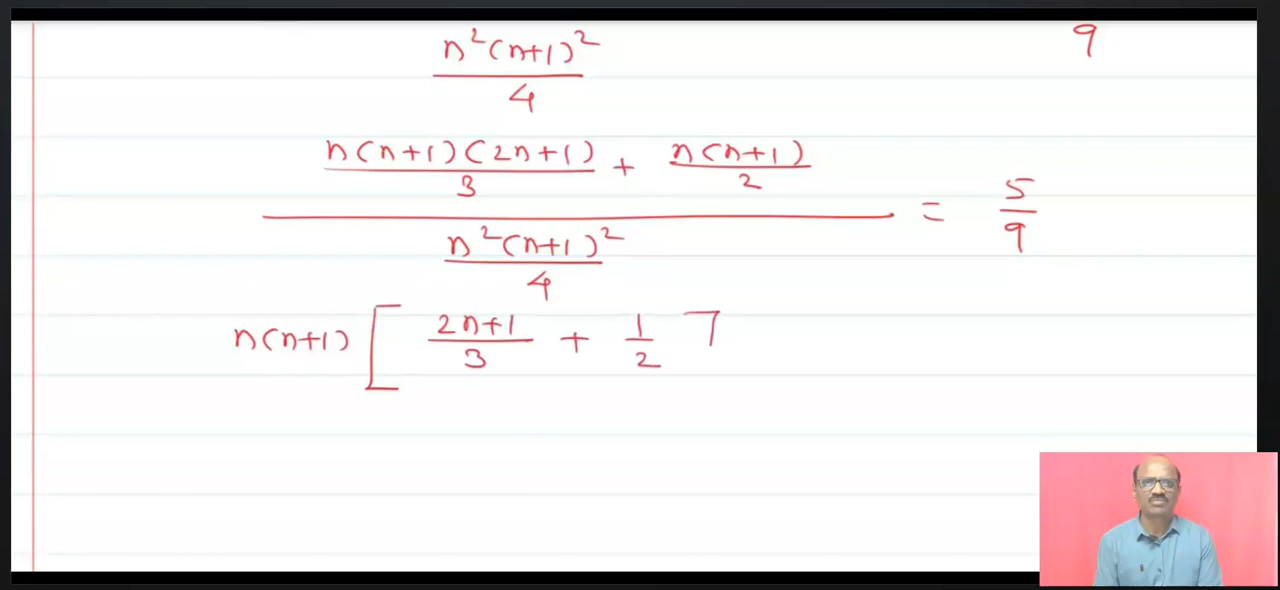 n²(n+1)²
9
4
n(n+1)(2n+1)/3 + n(n+1)/2
= 5/9
n²(n+1)²/4
n(n+1) [ 2n+1/3 + 1/2 ]